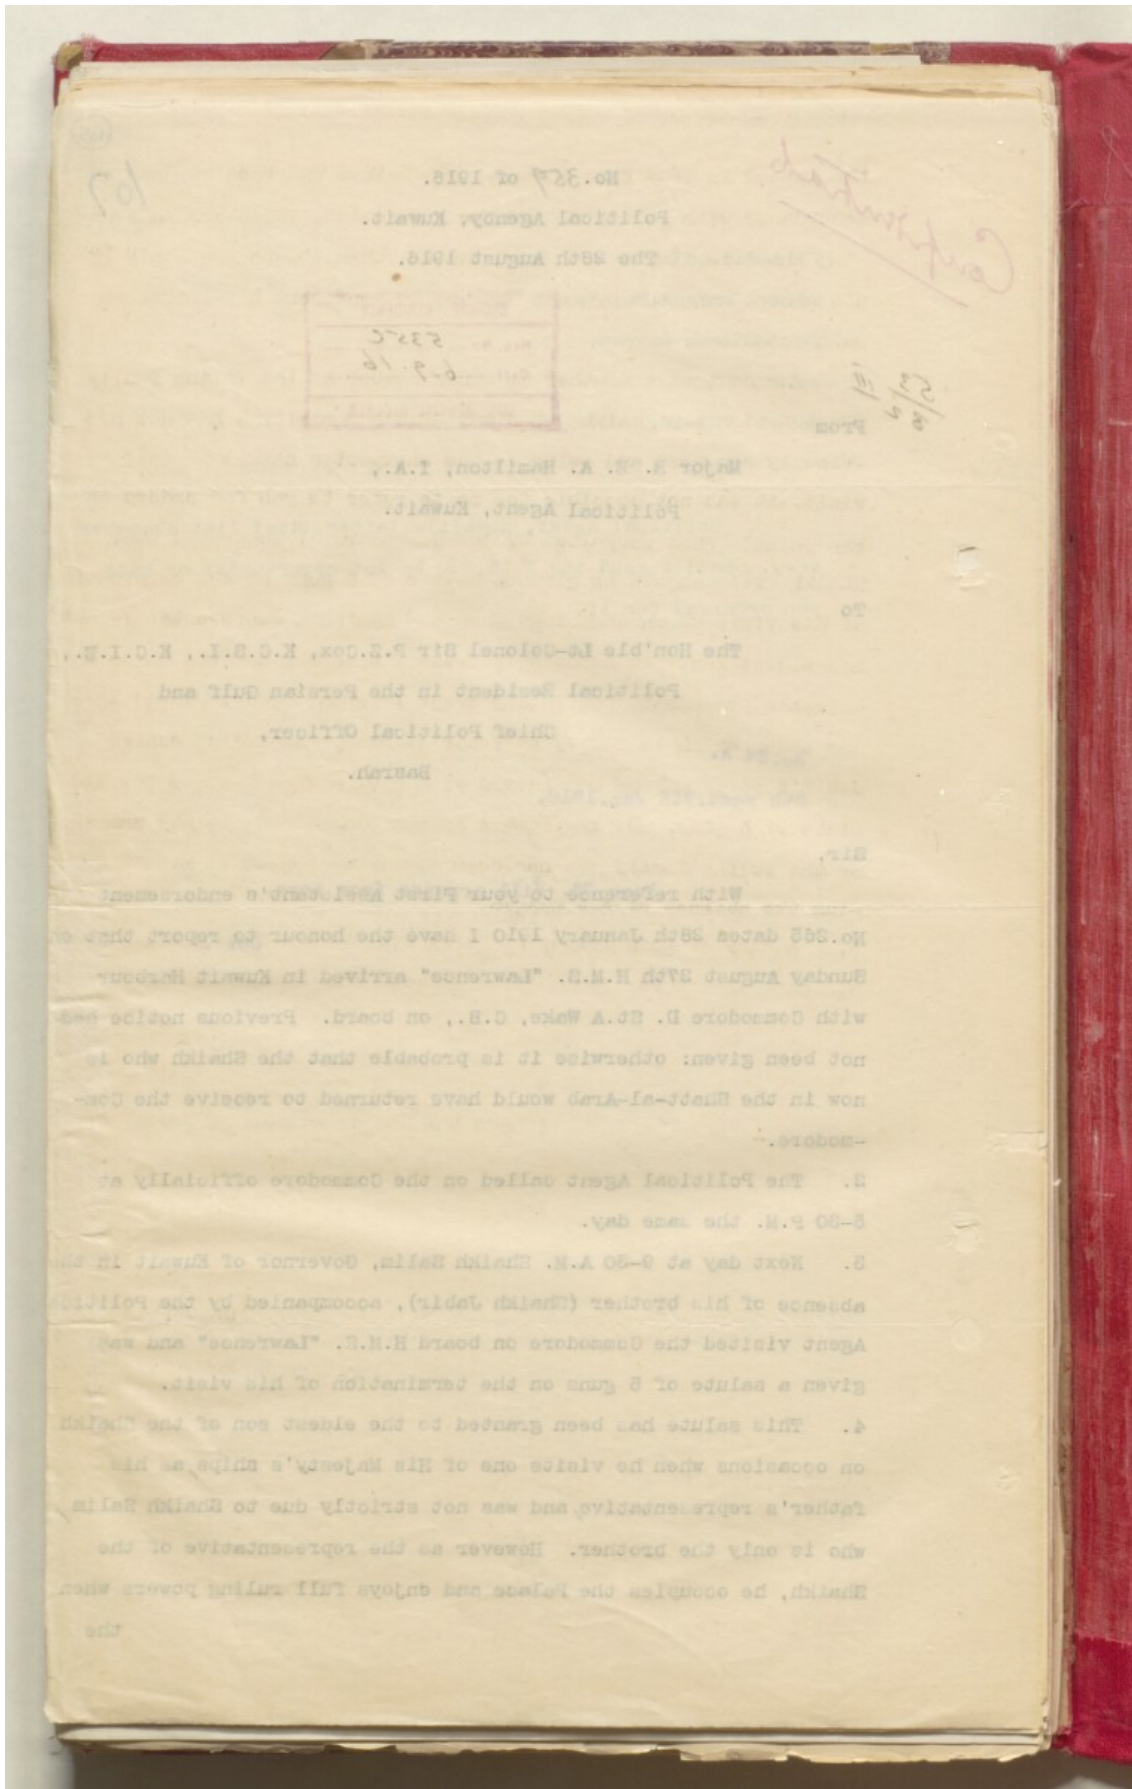 Confidential
107
No. 359 of 1916.
Political Agency, Kuwait.
The 28th August 1916.
5335 C
6.9.16
From
Major R. E. A. Hamilton, I.A.,
Political Agent, Kuwait.
To
The Hon'ble Lt-Colonel Sir P.Z.Cox, K.C.S.I., K.C.I.E.,
Political Resident in the Persian Gulf and
Chief Political Officer,
Basrah.
Sir,
With reference to your First Assistant's endorsement
No.265 dates 28th January 1910 I have the honour to report that on
Sunday August 27th H.M.S. "Lawrence" arrived in Kuwait Harbour
with Commodore D. St.A Wake, C.B., on board. Previous notice had
not been given: otherwise it is probable that the Shaikh who is
now in the Shatt-al-Arab would have returned to receive the Com-
-modore.
2. The Political Agent called on the Commodore officially at
5-30 P.M. the same day.
3. Next day at 9-30 A.M. Shaikh Salim, Governor of Kuwait in the
absence of his brother (Shaikh Jabir), accompanied by the Political
Agent visited the Commodore on board H.M.S. "Lawrence" and was
given a salute of 5 guns on the termination of his visit.
4. This salute has been granted to the eldest son of the Shaikh
on occasions when he visits one of His Majesty's ships, as his
father's representative, and was not strictly due to Shaikh Salim
who is only the brother. However as the representative of the
Shaikh, he occupies the Palace and enjoys full ruling powers when
the